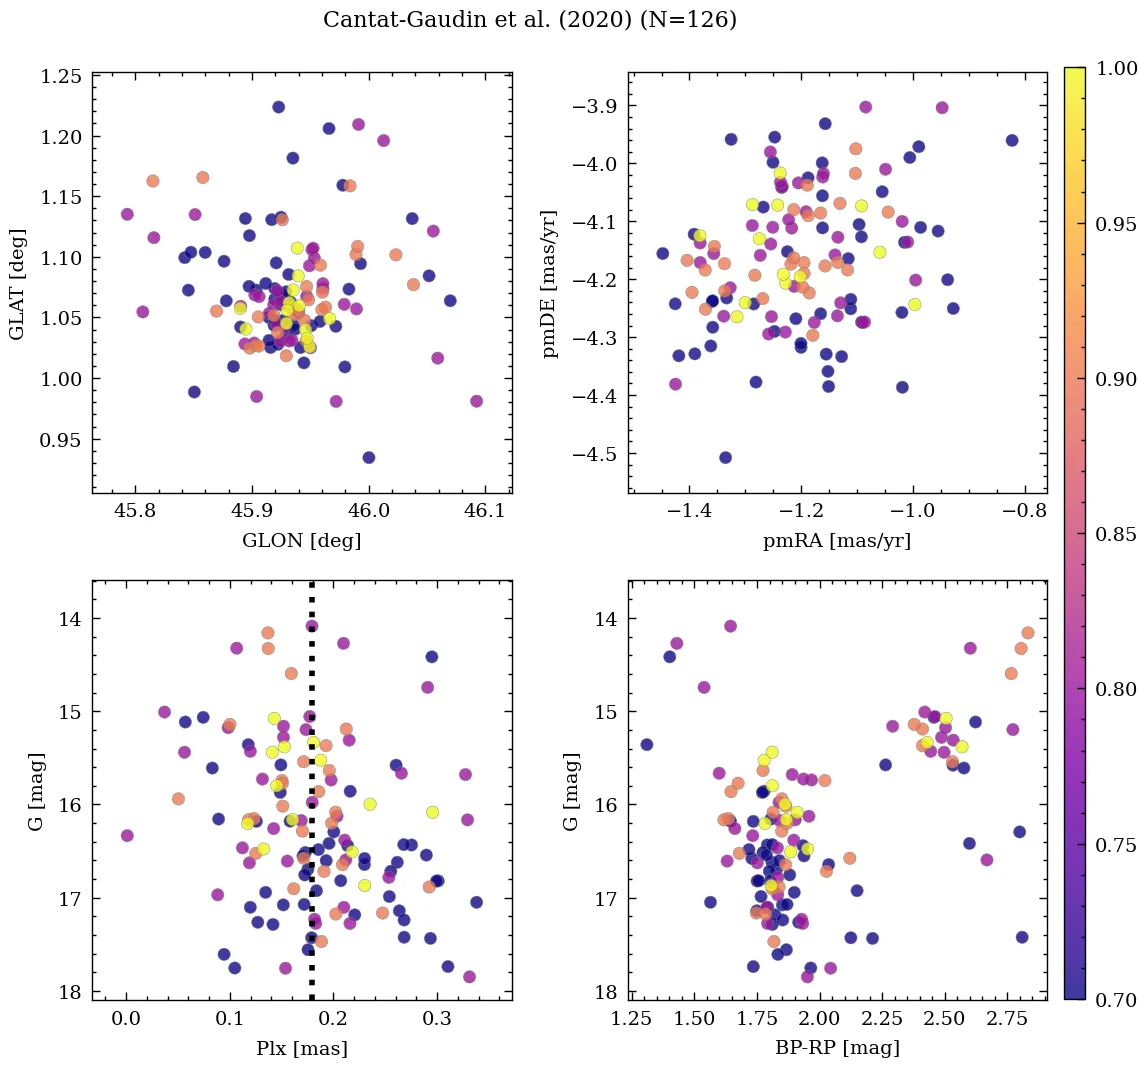 Cantat-Gaudin et al. (2020) (N=126)
1.25
1.20
1.15
1.10
1.05
1.00
0.95
GLAT [deg]
45.8 45.9 46.0 46.1
GLON [deg]
−3.9
−4.0
−4.1
−4.2
−4.3
−4.4
−4.5
pmDE [mas/yr]
−1.4 −1.2 −1.0 −0.8
pmRA [mas/yr]
14
15
16
17
18
G [mag]
0.0 0.1 0.2 0.3
Plx [mas]
14
15
16
17
18
G [mag]
1.25 1.50 1.75 2.00 2.25 2.50 2.75
BP-RP [mag]
1.00
0.95
0.90
0.85
0.80
0.75
0.70